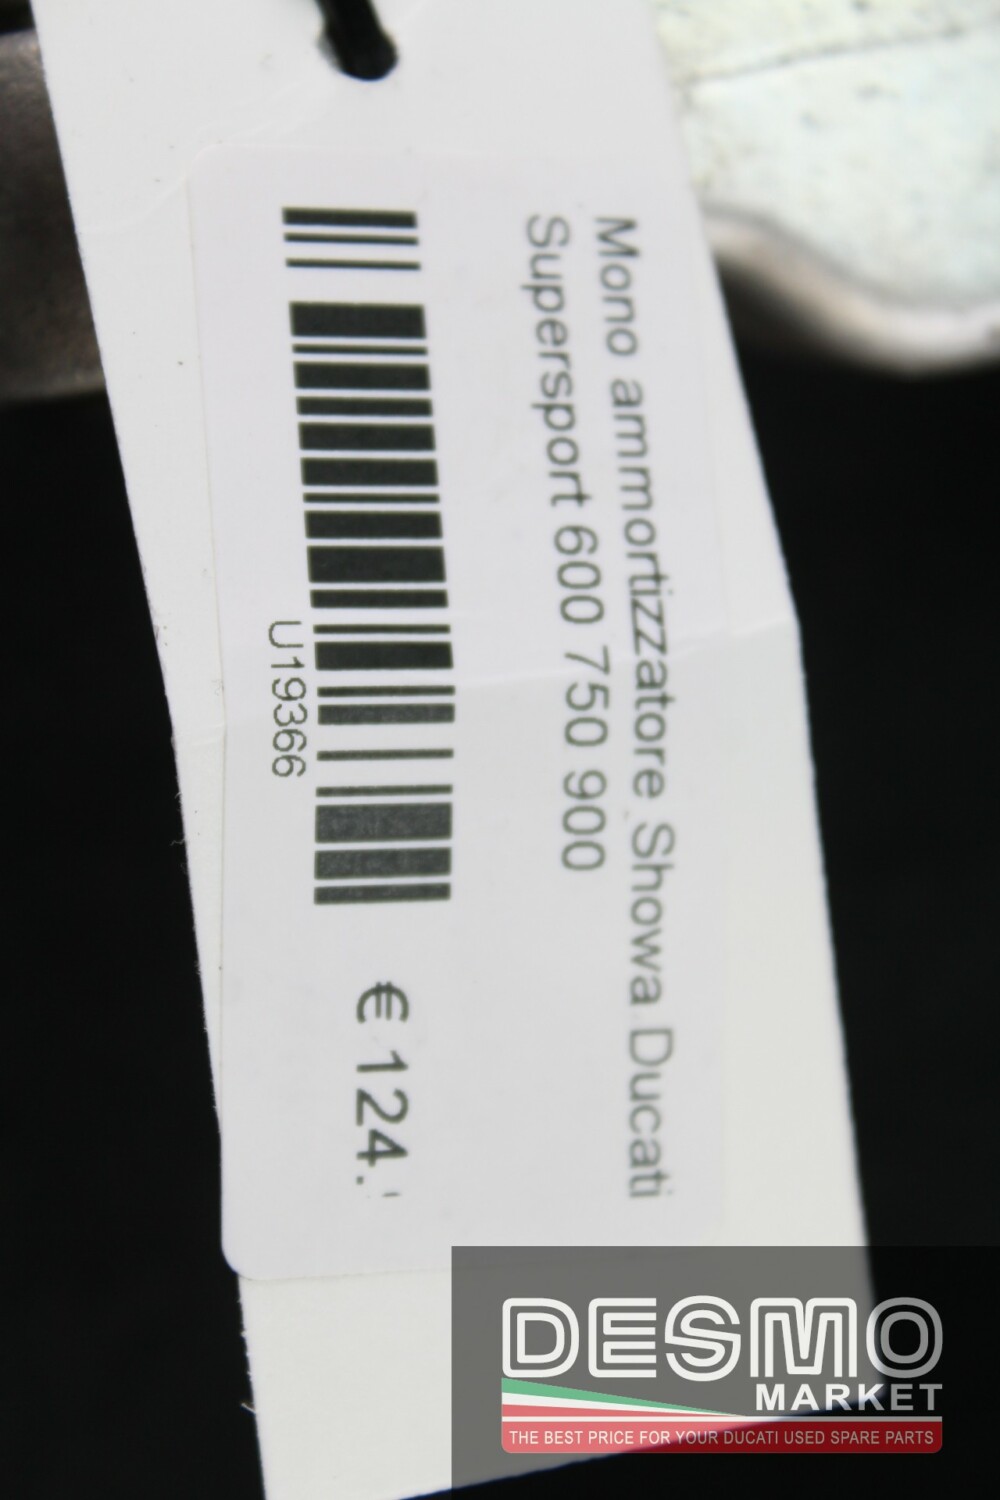 Mono ammortizzatore Showa Ducati
Supersport 600 750 900
U19366
€ 124.
DESMO
MARKET
THE BEST PRICE FOR YOUR DUCATI USED SPARE PARTS